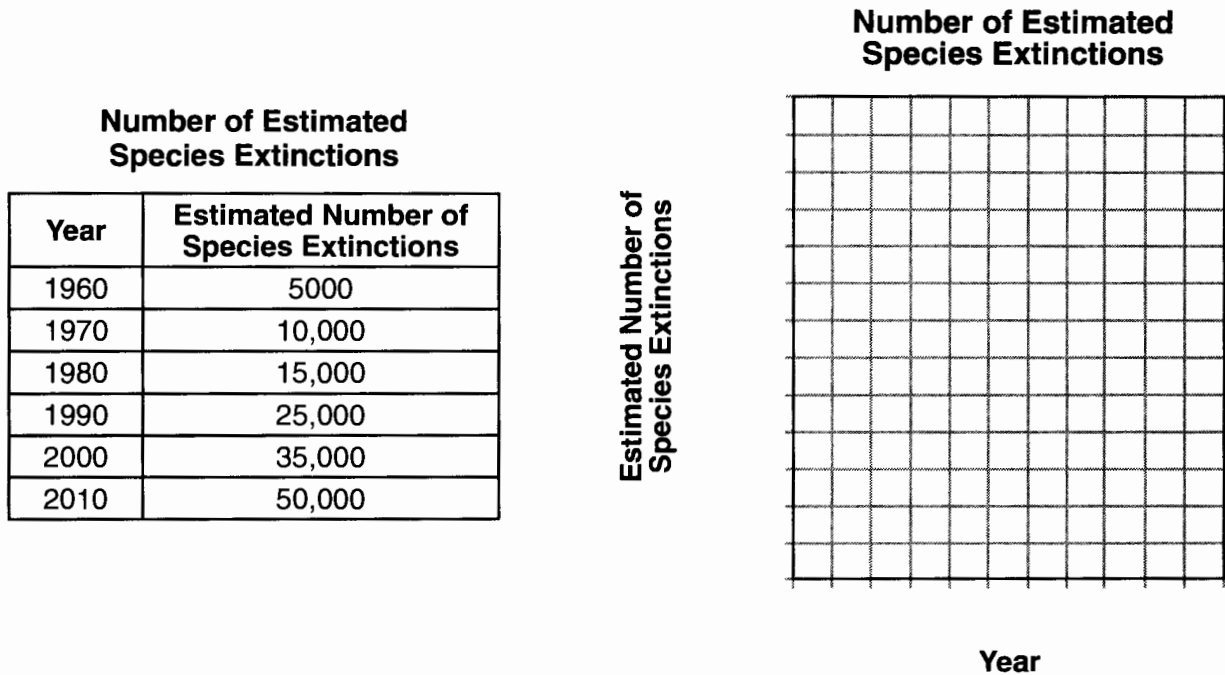 Number of Estimated
Species Extinctions
Year
Estimated Number of
Species Extinctions
1960 5000
1970 10,000
1980 15,000
1990 25,000
2000 35,000
2010 50,000
Number of Estimated
Species Extinctions
Estimated Number of
Species Extinctions
Year